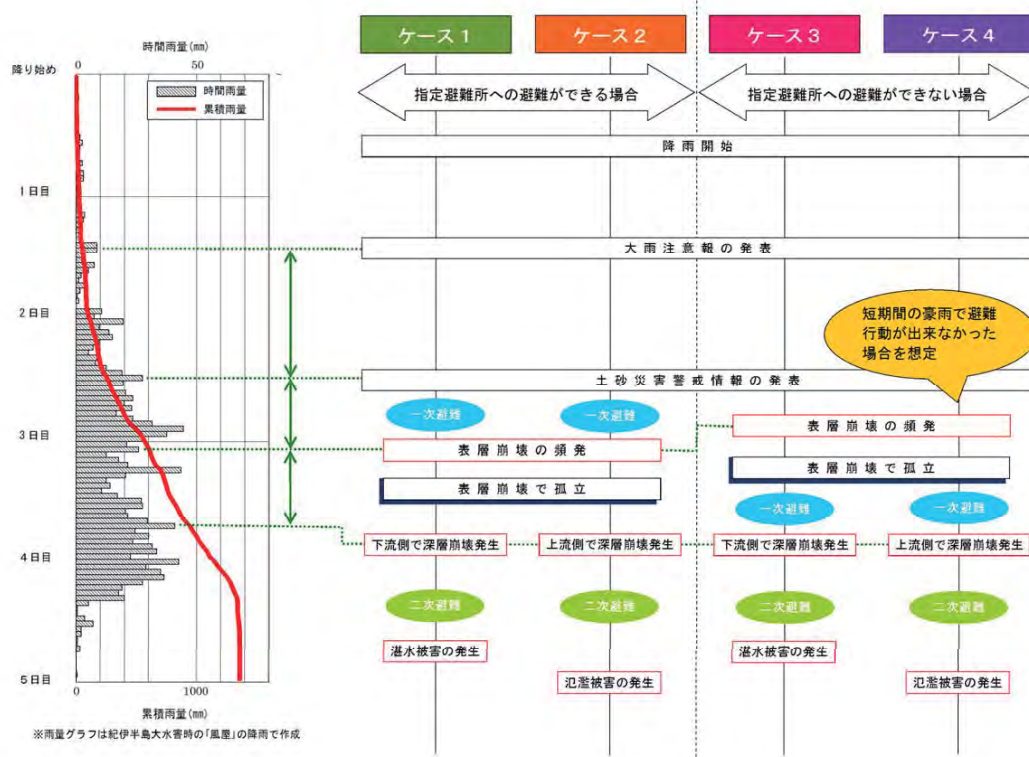 ケース1
ケース2
ケース3
ケース4
時間雨量(mm)
0
50
降り始め
時間雨量
累積雨量
指定避難所への避難ができる場合
指定避難所への避難ができない場合
降雨開始
1日目
大雨注意報の発表
2日目
短期間の豪雨で避難
行動が出来なかった
場合を想定
土砂災害警戒情報の発表
一次避難
一次避難
3日目
表層崩壊の頻発
表層崩壊の頻発
表層崩壊で孤立
表層崩壊で孤立
一次避難
一次避難
下流側で深層崩壊発生
上流側で深層崩壊発生
下流側で深層崩壊発生
上流側で深層崩壊発生
4日目
二次避難
二次避難
二次避難
二次避難
湛水被害の発生
湛水被害の発生
氾濫被害の発生
氾濫被害の発生
5日目
0
1000
累積雨量(mm)
※雨量グラフは紀伊半島大水害時の「風屋」の降雨で作成